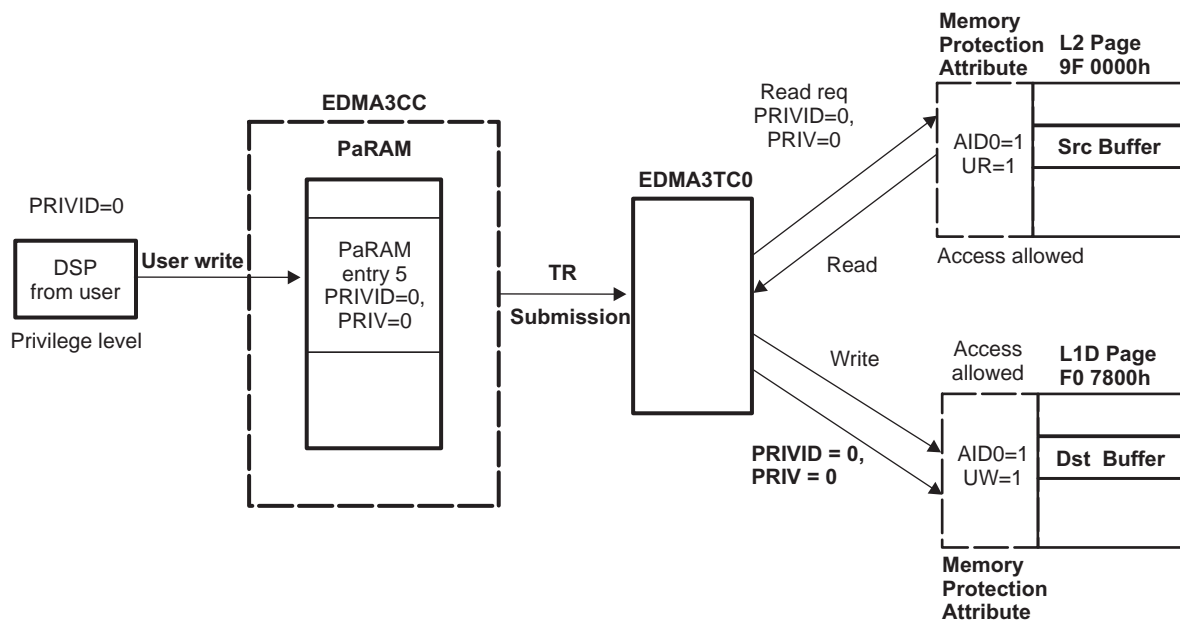 PRIVID=0
DSP
from user
Privilege level
User write
EDMA3CC
PaRAM
PaRAM
entry 5
PRIVID=0,
PRIV=0
TR
Submission
EDMA3TC0
Read req
PRIVID=0,
PRIV=0
Read
Memory
Protection
Attribute
L2 Page
9F 0000h
AID0=1
UR=1
Src Buffer
Access allowed
Write
PRIVID = 0,
PRIV = 0
Access
allowed
L1D Page
F0 7800h
AID0=1
UW=1
Dst Buffer
Memory
Protection
Attribute